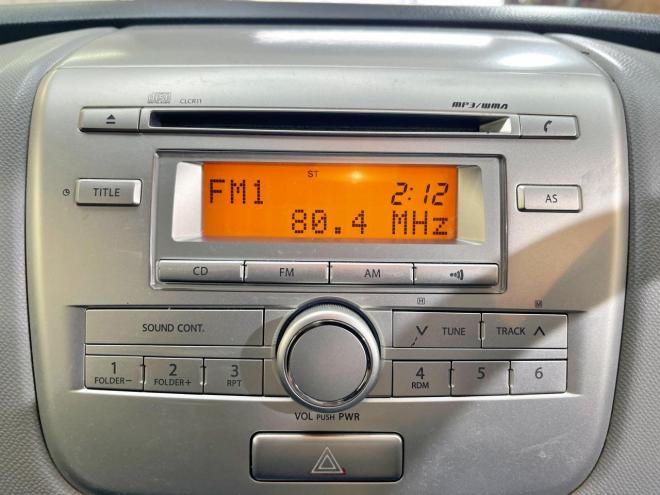 disc CLCR11 MP3/WMA
TITLE
ST
FM1 2:12
80.4 MHz
AS
CD FM AM
H M
SOUND CONT. TUNE TRACK
1 2 3 4 5 6
FOLDER− FOLDER+ RPT RDM
VOL PUSH PWR